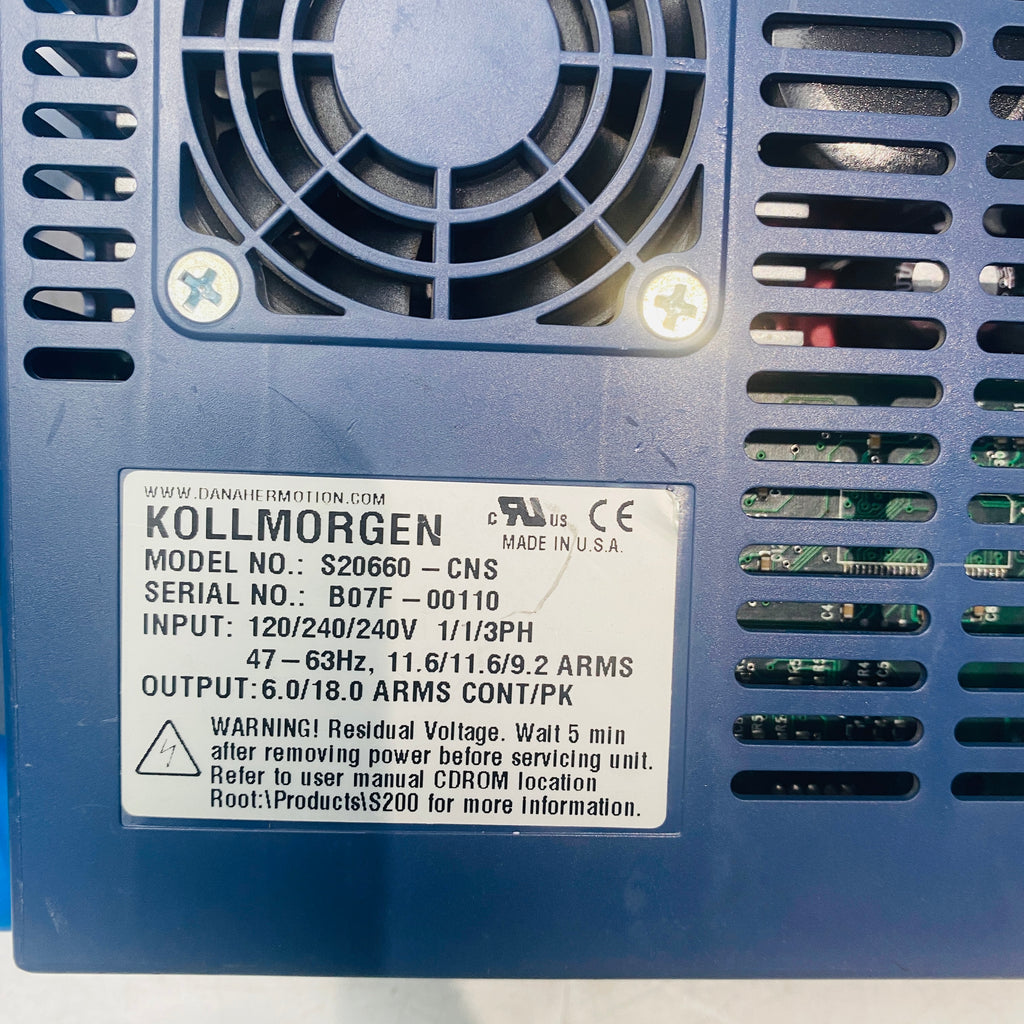 WWW.DANAHERMOTION.COM
KOLLMORGEN
c RU US CE
MADE IN U.S.A.
MODEL NO.: S20660 – CNS
SERIAL NO.: B07F – 00110
INPUT: 120/240/240V 1/1/3PH
47 – 63Hz, 11.6/11.6/9.2 ARMS
OUTPUT: 6.0/18.0 ARMS CONT/PK
WARNING! Residual Voltage. Wait 5 min
after removing power before servicing unit.
Refer to user manual CDROM location
Root:\Products\S200 for more information.